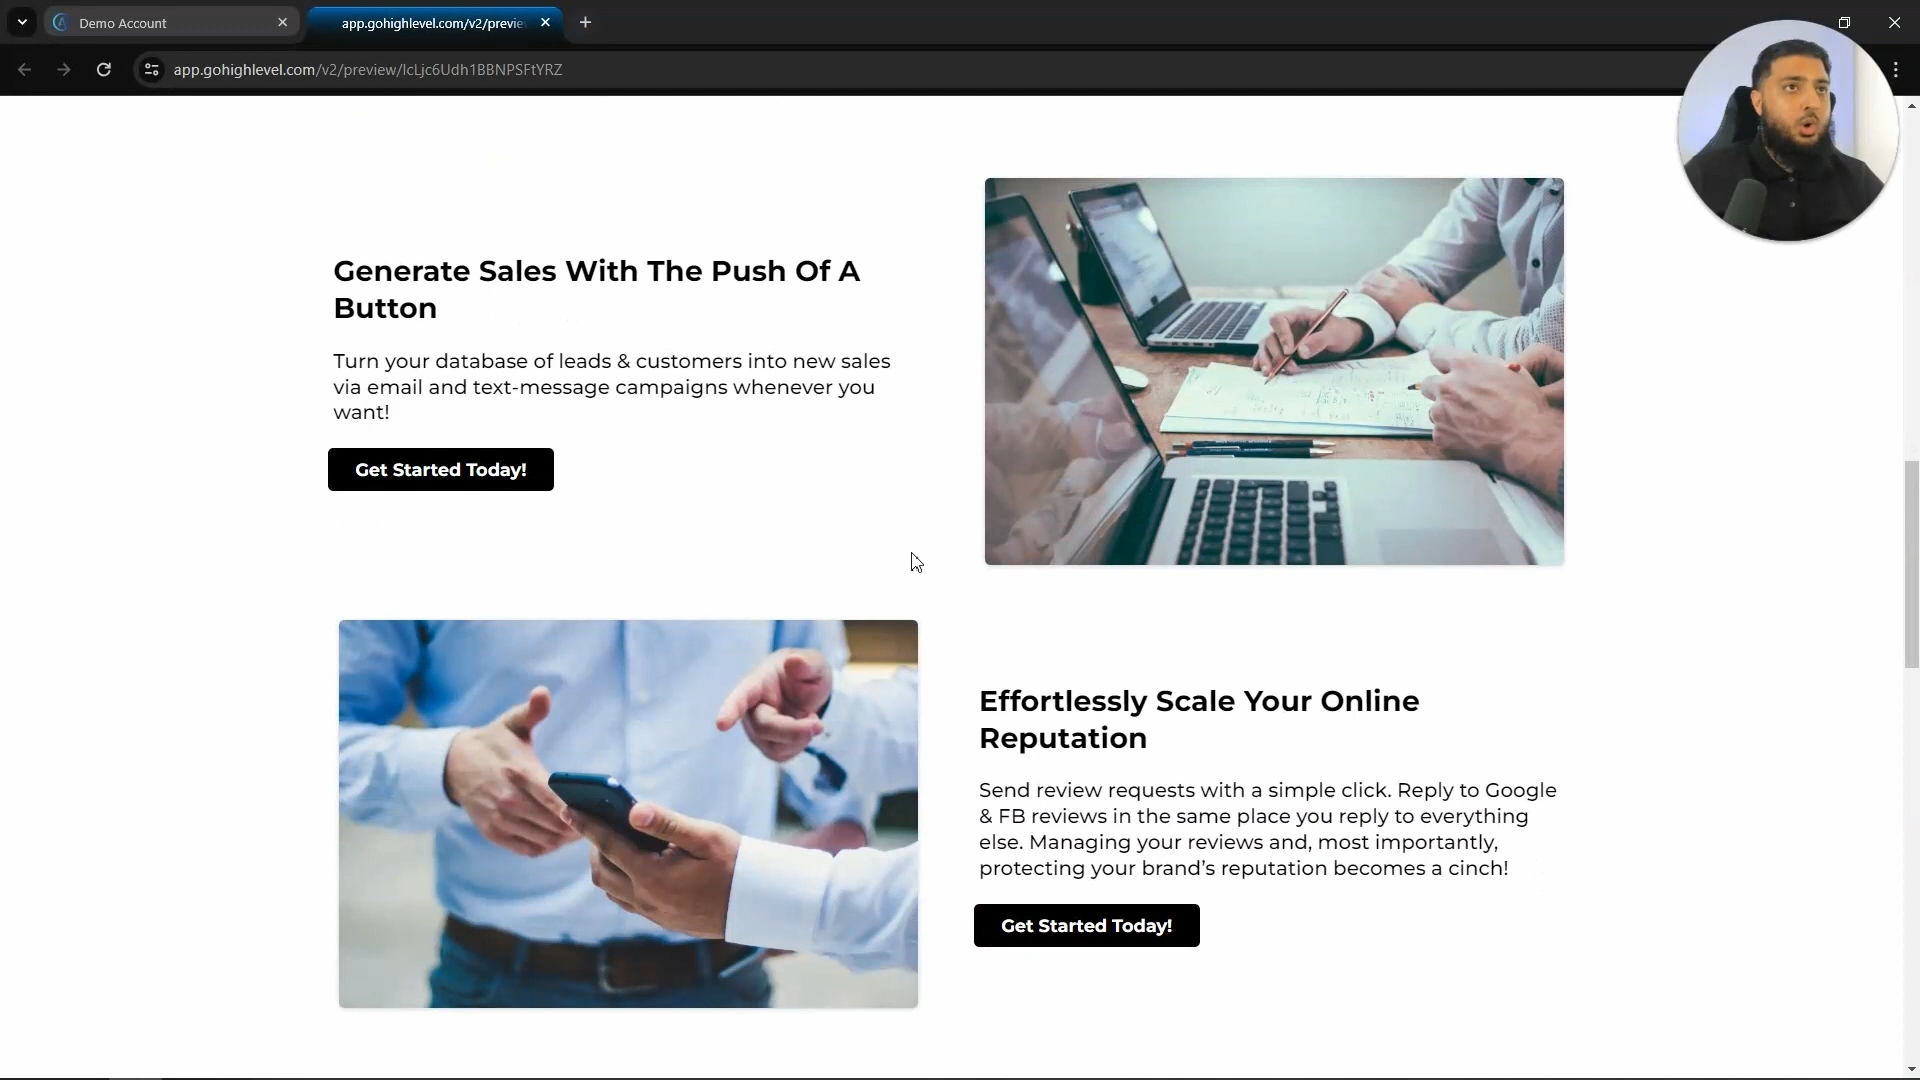 Demo Account
app.gohighlevel.com/v2/previe
app.gohighlevel.com/v2/preview/IcLjc6Udh1BBNPSFtYRZ
Generate Sales With The Push Of A
Button
Turn your database of leads & customers into new sales
via email and text-message campaigns whenever you
want!
Get Started Today!
Effortlessly Scale Your Online
Reputation
Send review requests with a simple click. Reply to Google
& FB reviews in the same place you reply to everything
else. Managing your reviews and, most importantly,
protecting your brand’s reputation becomes a cinch!
Get Started Today!